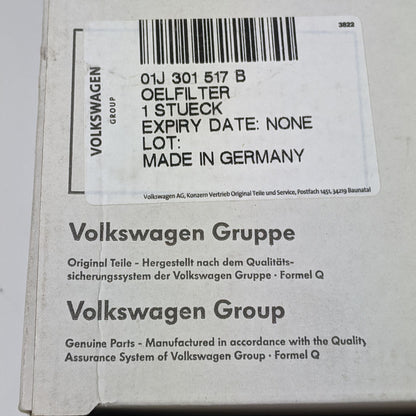 3822
VOLKSWAGEN
GROUP
01J 301 517 B
OELFILTER
1 STUECK
EXPIRY DATE: NONE
LOT:
MADE IN GERMANY
Volkswagen AG, Konzern Vertrieb Original Teile und Service, Postfach 1451, 34219 Baunatal
Volkswagen Gruppe
Original Teile – Hergestellt nach dem Qualitäts-
sicherungssystem der Volkswagen Gruppe · Formel Q
Volkswagen Group
Genuine Parts – Manufactured in accordance with the Quality
Assurance System of Volkswagen Group · Formel Q